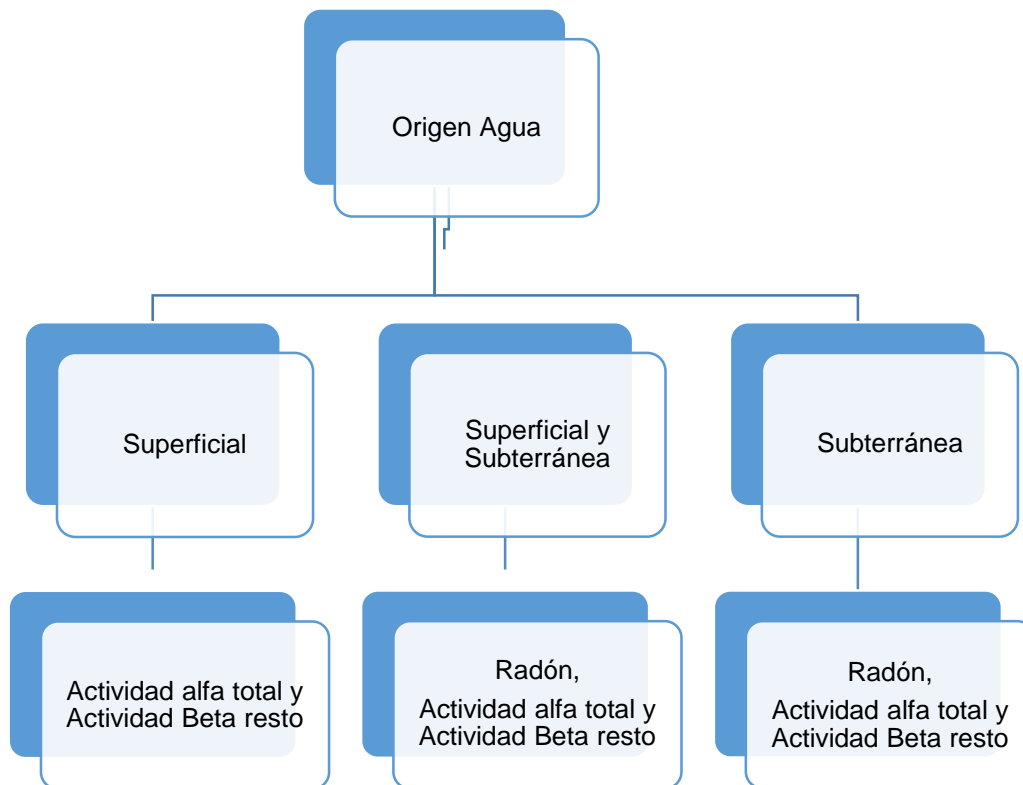 Origen Agua
Superficial
Superficial y
Subterránea
Subterránea
Actividad alfa total y
Actividad Beta resto
Radón,
Actividad alfa total y
Actividad Beta resto
Radón,
Actividad alfa total y
Actividad Beta resto